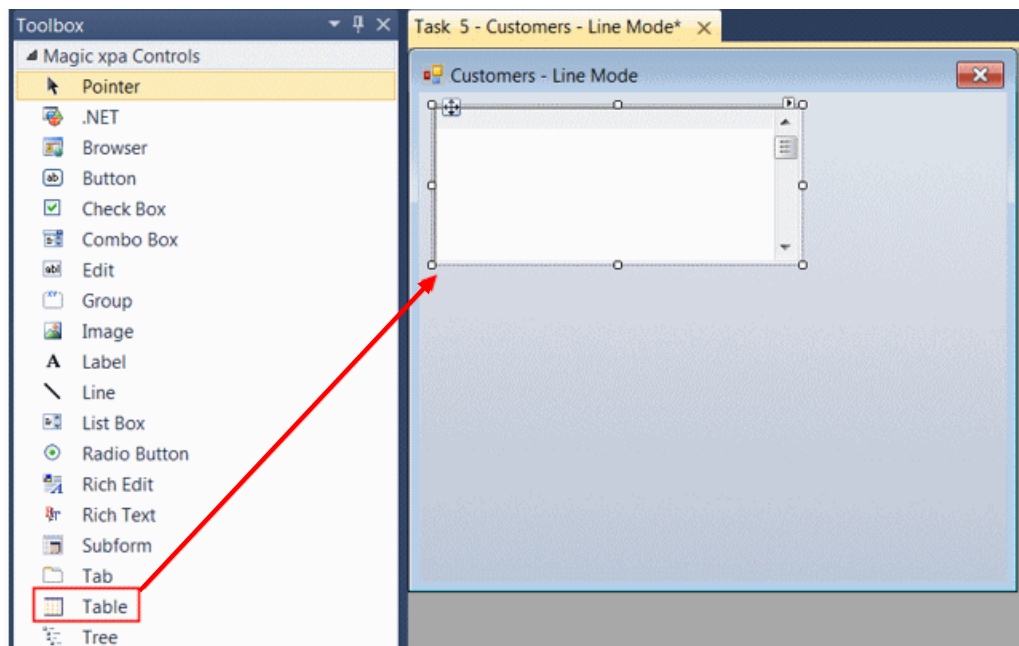 Toolbox
Magic xpa Controls
Pointer
.NET
Browser
Button
Check Box
Combo Box
Edit
Group
Image
Label
Line
List Box
Radio Button
Rich Edit
Rich Text
Subform
Tab
Table
Tree
Task 5 - Customers - Line Mode*
Customers - Line Mode